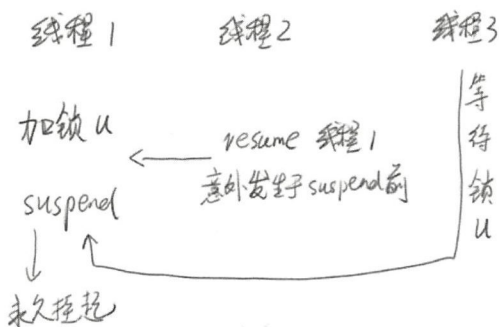 线程1 线程2 线程3
加锁u
resume 线程1
意外发生于suspend前
suspend
永久挂起
等待锁u